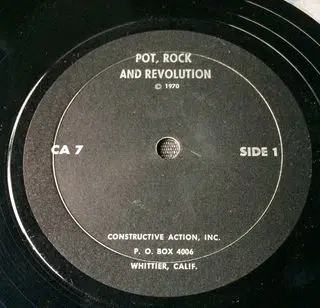 POT, ROCK
AND REVOLUTION
© 1970
CA 7
SIDE 1
CONSTRUCTIVE ACTION, INC.
P. O. BOX 4006
WHITTIER, CALIF.